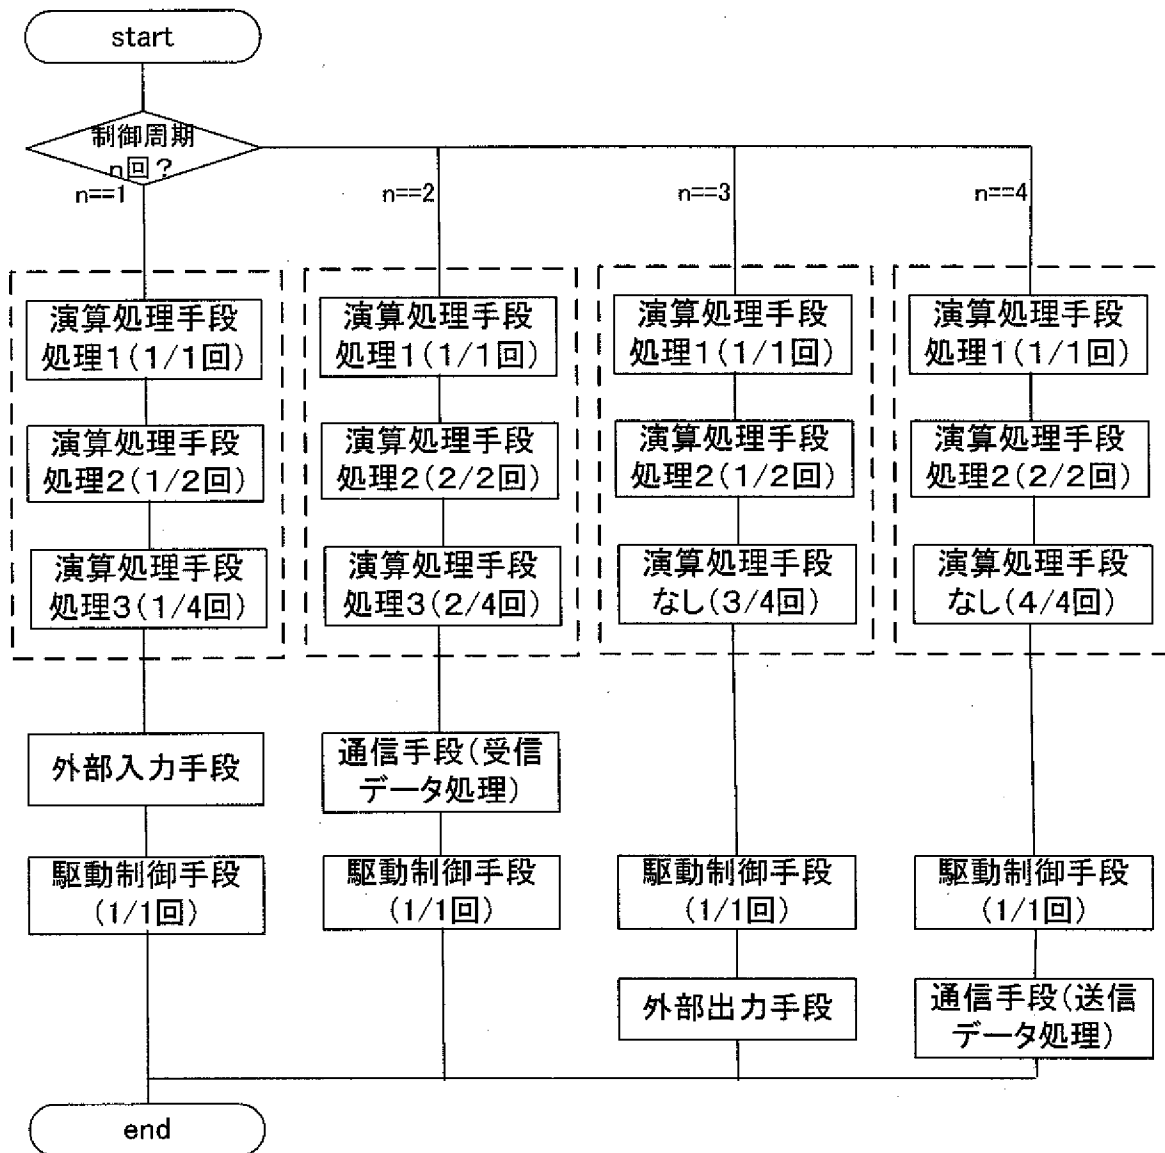 start
制御周期
n回?
n==1
n==2
n==3
n==4
演算処理手段
処理1(1/1回)
演算処理手段
処理2(1/2回)
演算処理手段
処理3(1/4回)
外部入力手段
駆動制御手段
(1/1回)
演算処理手段
処理1(1/1回)
演算処理手段
処理2(2/2回)
演算処理手段
処理3(2/4回)
通信手段(受信
データ処理)
駆動制御手段
(1/1回)
演算処理手段
処理1(1/1回)
演算処理手段
処理2(1/2回)
演算処理手段
なし(3/4回)
駆動制御手段
(1/1回)
外部出力手段
演算処理手段
処理1(1/1回)
演算処理手段
処理2(2/2回)
演算処理手段
なし(4/4回)
駆動制御手段
(1/1回)
通信手段(送信
データ処理)
end